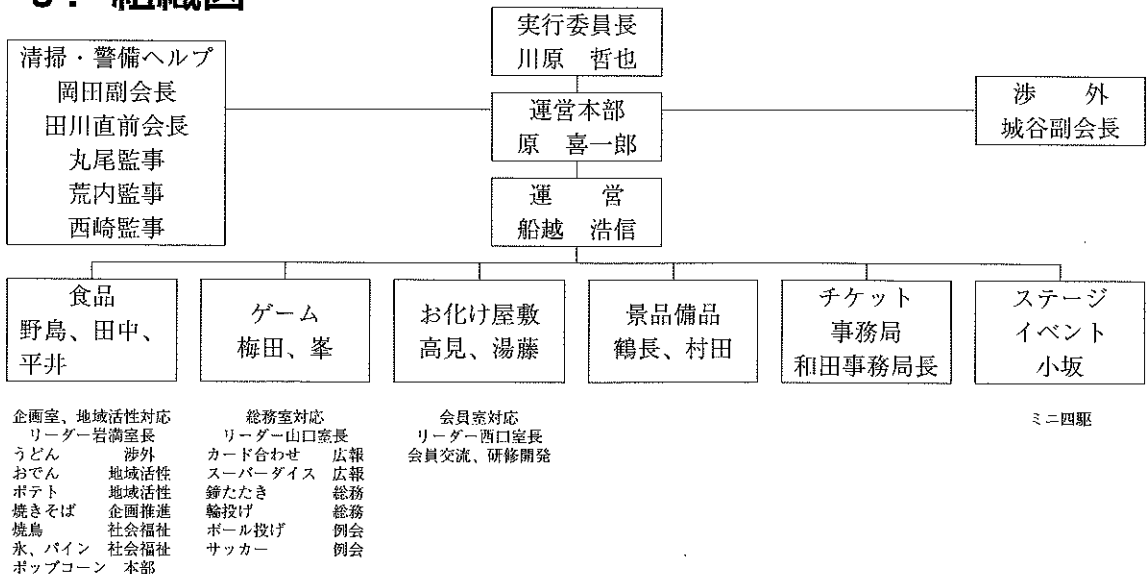 組織図
実行委員長
川原 哲也
清掃・警備ヘルプ
岡田副会長
田川直前会長
丸尾監事
荒内監事
西崎監事
運営本部
原 喜一郎
渉 外
城谷副会長
運 営
船越 浩信
食品
野島、田中、
平井
ゲーム
梅田、峯
お化け屋敷
高見、湯藤
景品備品
鶴長、村田
チケット
事務局
和田事務局長
ステージ
イベント
小坂
企画室、地域活性対応
リーダー岩満室長
うどん 渉外
おでん 地域活性
ポテト 地域活性
焼きそば 企画推進
焼鳥 社会福祉
氷、パイン 社会福祉
ポップコーン 本部
総務室対応
リーダー山口室長
カード合わせ 広報
スーパーダイス 広報
鐘たたき 総務
輪投げ 総務
ボール投げ 例会
サッカー 例会
会員室対応
リーダー西口室長
会員交流、研修開発
ミニ四駆